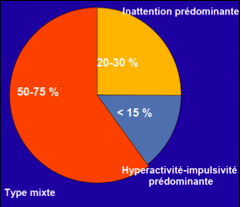 Inattention prédominante
20-30 %
50-75 %
< 15 %
Hyperactivité-impulsivité
prédominante
Type mixte